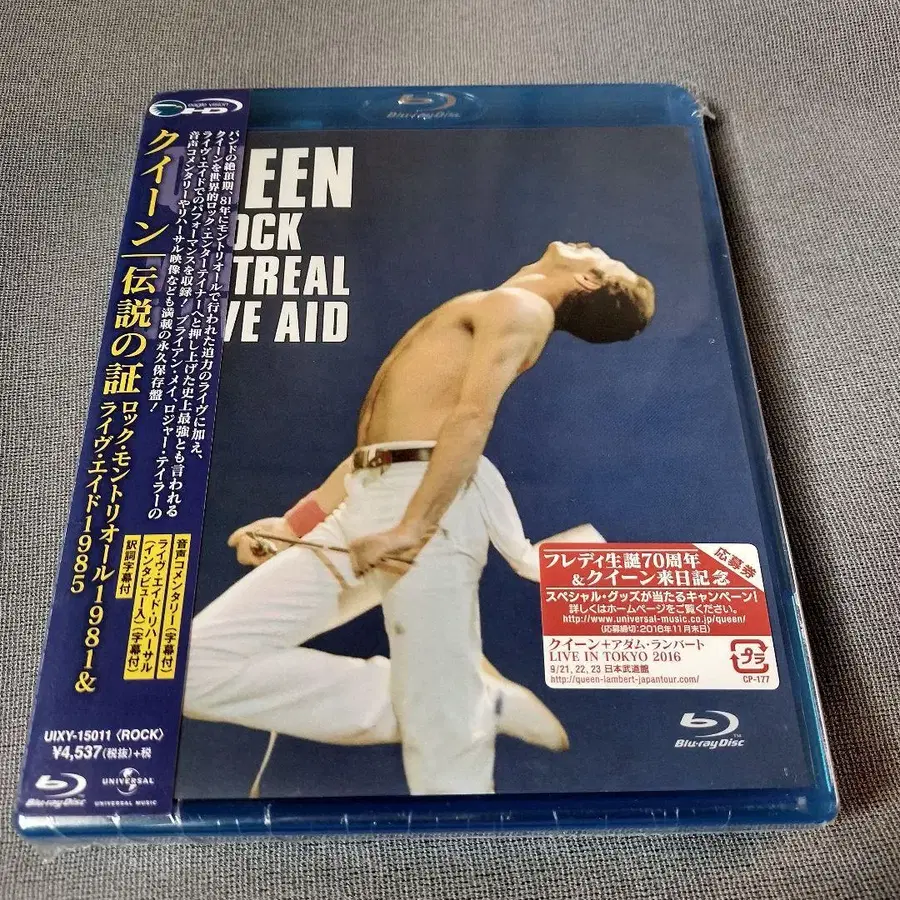 eagle vision
HD
Blu-ray Disc
バンドの絶頂期、81年にモントリオールで行われた迫力のライヴに加え、
クイーンを世界的ロック・エンターテイナーへと押し上げた史上最強とも言われる
ライヴ・エイドでのパフォーマンスを収録！ブライアン・メイ、ロジャー・テイラーの
音声コメンタリーやリハーサル映像なども満載の永久保存盤！
クイーン｜伝説の証
ロック・モントリオール1981&
ライヴ・エイド1985
音声コメンタリー(字幕付)
ライヴ・エイド・リハーサル
(インタビュー入)(字幕付)
訳詞字幕付
UIXY-15011〈ROCK〉
¥4,537(税抜)+税
Blu-ray Disc
UNIVERSAL
UNIVERSAL MUSIC
EEN
OCK
TREAL
VE AID
フレディ生誕70周年
&クイーン来日記念
応募券
スペシャル・グッズが当たるキャンペーン!
詳しくはホームページをご覧ください。
http://www.universal-music.co.jp/queen/
(応募締切:2016年11月末日)
クイーン+アダム・ランバート
LIVE IN TOKYO 2016
9/21, 22, 23 日本武道館
http://queen-lambert-japantour.com/
プラ
CP-177
Blu-ray Disc